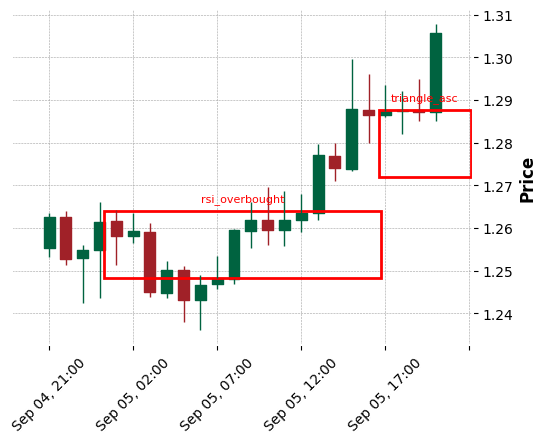 1.31
1.30
triangle_asc
1.29
1.28
1.27
rsi_overbought
1.26
1.25
1.24
Price
Sep 04, 21:00
Sep 05, 02:00
Sep 05, 07:00
Sep 05, 12:00
Sep 05, 17:00